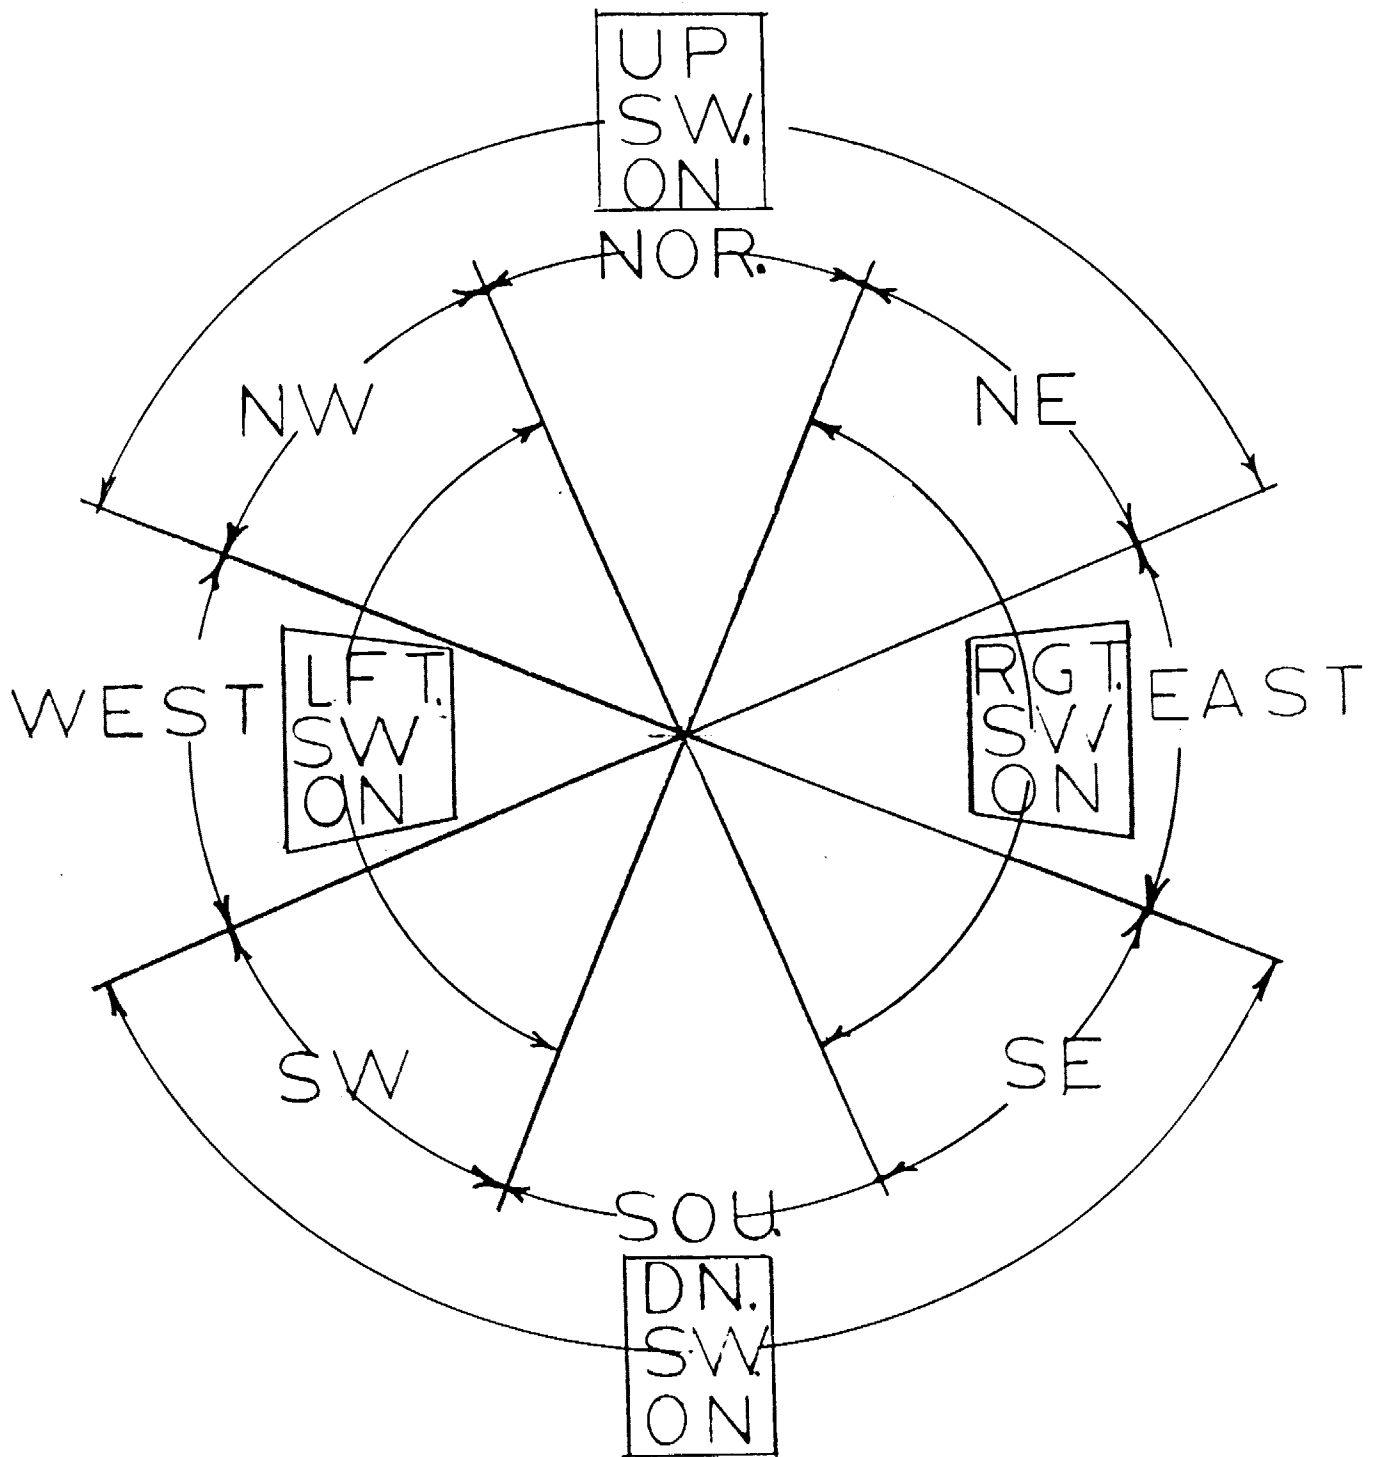 UP
SW.
ON
NOR.
NW
NE
WEST
LFT.
SW
ON
RGT.
SW
ON
EAST
SW
SE
SOU.
DN.
SW.
ON